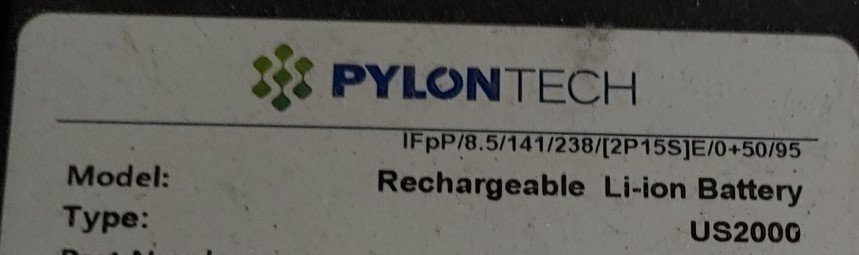 PYLONTECH
IFpP/8.5/141/238/[2P15S]E/0+50/95
Model: Rechargeable Li-ion Battery
Type: US2000